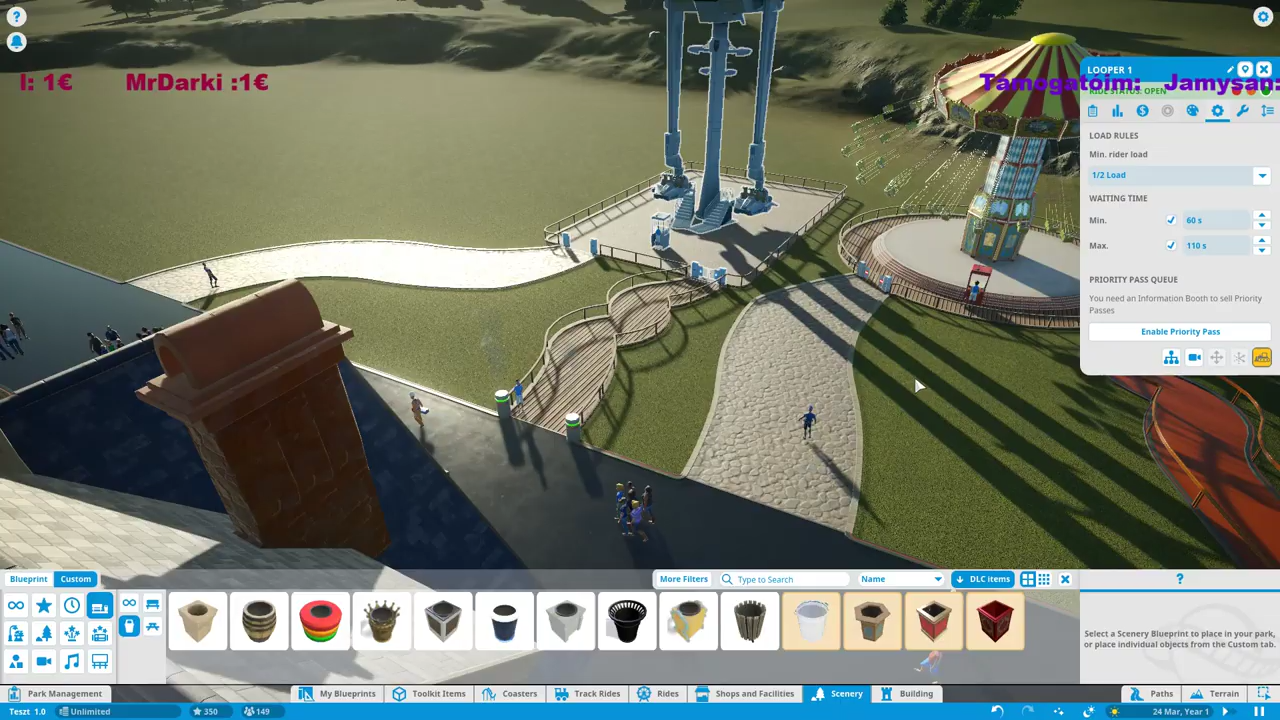 I: 1€ MrDarki :1€ Tamogatoim: Jamysan:
LOOPER 1
RIDE STATUS: OPEN
LOAD RULES
Min. rider load
1/2 Load
WAITING TIME
Min. 60 s
Max. 110 s
PRIORITY PASS QUEUE
You need an Information Booth to sell Priority
Passes
Enable Priority Pass
Blueprint Custom More Filters Type to Search Name DLC items ?
Select a Scenery Blueprint to place in your park,
or place individual objects from the Custom tab.
Park Management My Blueprints Toolkit Items Coasters Track Rides Rides Shops and Facilities Scenery Building Paths Terrain
Teszt 1.0 Unlimited 350 149 24 Mar, Year 1